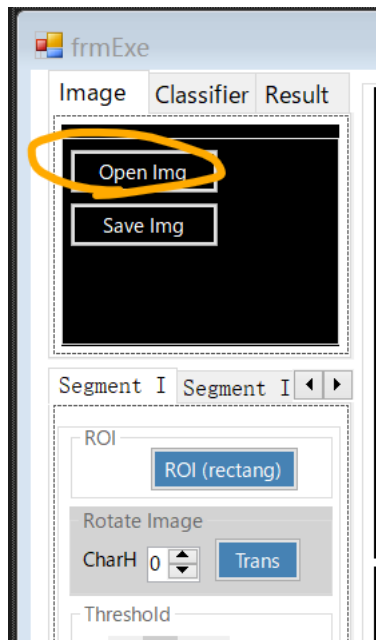 frmExe
Image Classifier Result
Open Img
Save Img
Segment I Segment I
ROI
ROI (rectang)
Rotate Image
CharH 0 Trans
Threshold